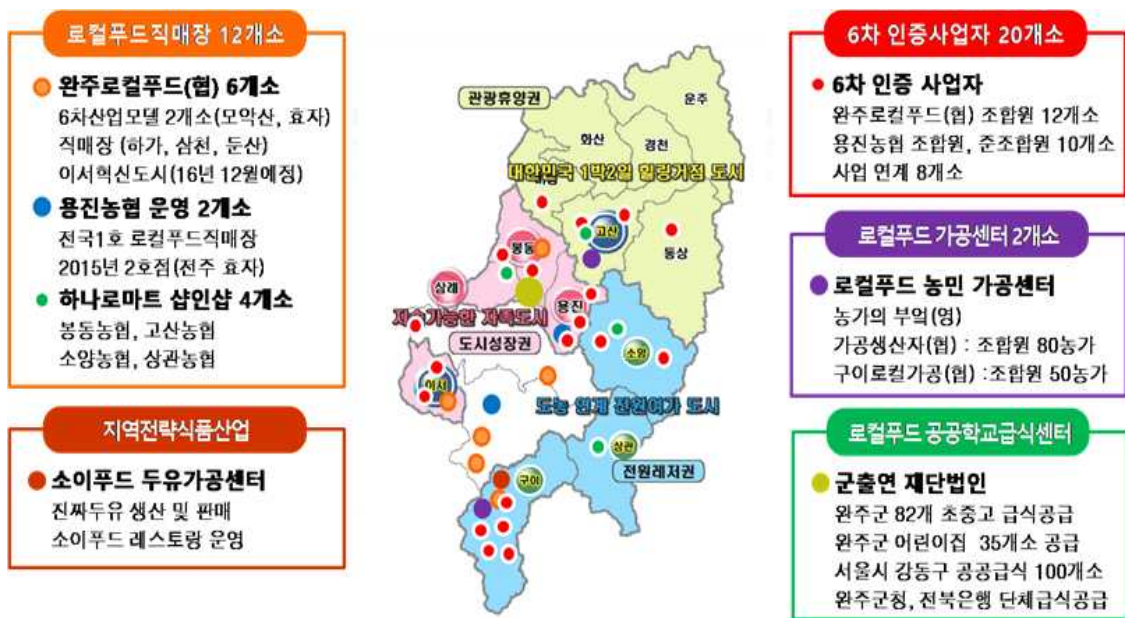 로컬푸드직매장 12개소
완주로컬푸드(협) 6개소
6차산업모델 2개소(모악산, 효자)
직매장 (하가, 삼천, 둔산)
이서혁신도시(16년 12월예정)
용진농협 운영 2개소
전국1호 로컬푸드직매장
2015년 2호점(전주 효자)
하나로마트 샵인샵 4개소
봉동농협, 고산농협
소양농협, 상관농협
지역전략식품산업
소이푸드 두유가공센터
진짜두유 생산 및 판매
소이푸드 레스토랑 운영
관광휴양권
운주
화산
경천
대한민국 1박2일 힐링거점 도시
고산
동상
봉동
삼례
용진
지속가능한 자족도시
도시성장권
소양
이서
도농 연계 전원여가 도시
상관
전원레저권
구이
6차 인증사업자 20개소
6차 인증 사업자
완주로컬푸드(협) 조합원 12개소
용진농협 조합원, 준조합원 10개소
사업 연계 8개소
로컬푸드 가공센터 2개소
로컬푸드 농민 가공센터
농가의 부엌(영)
가공생산자(협) : 조합원 80농가
구이로컬가공(협) :조합원 50농가
로컬푸드 공공학교급식센터
군출연 재단법인
완주군 82개 초중고 급식공급
완주군 어린이집 35개소 공급
서울시 강동구 공공급식 100개소
완주군청, 전북은행 단체급식공급